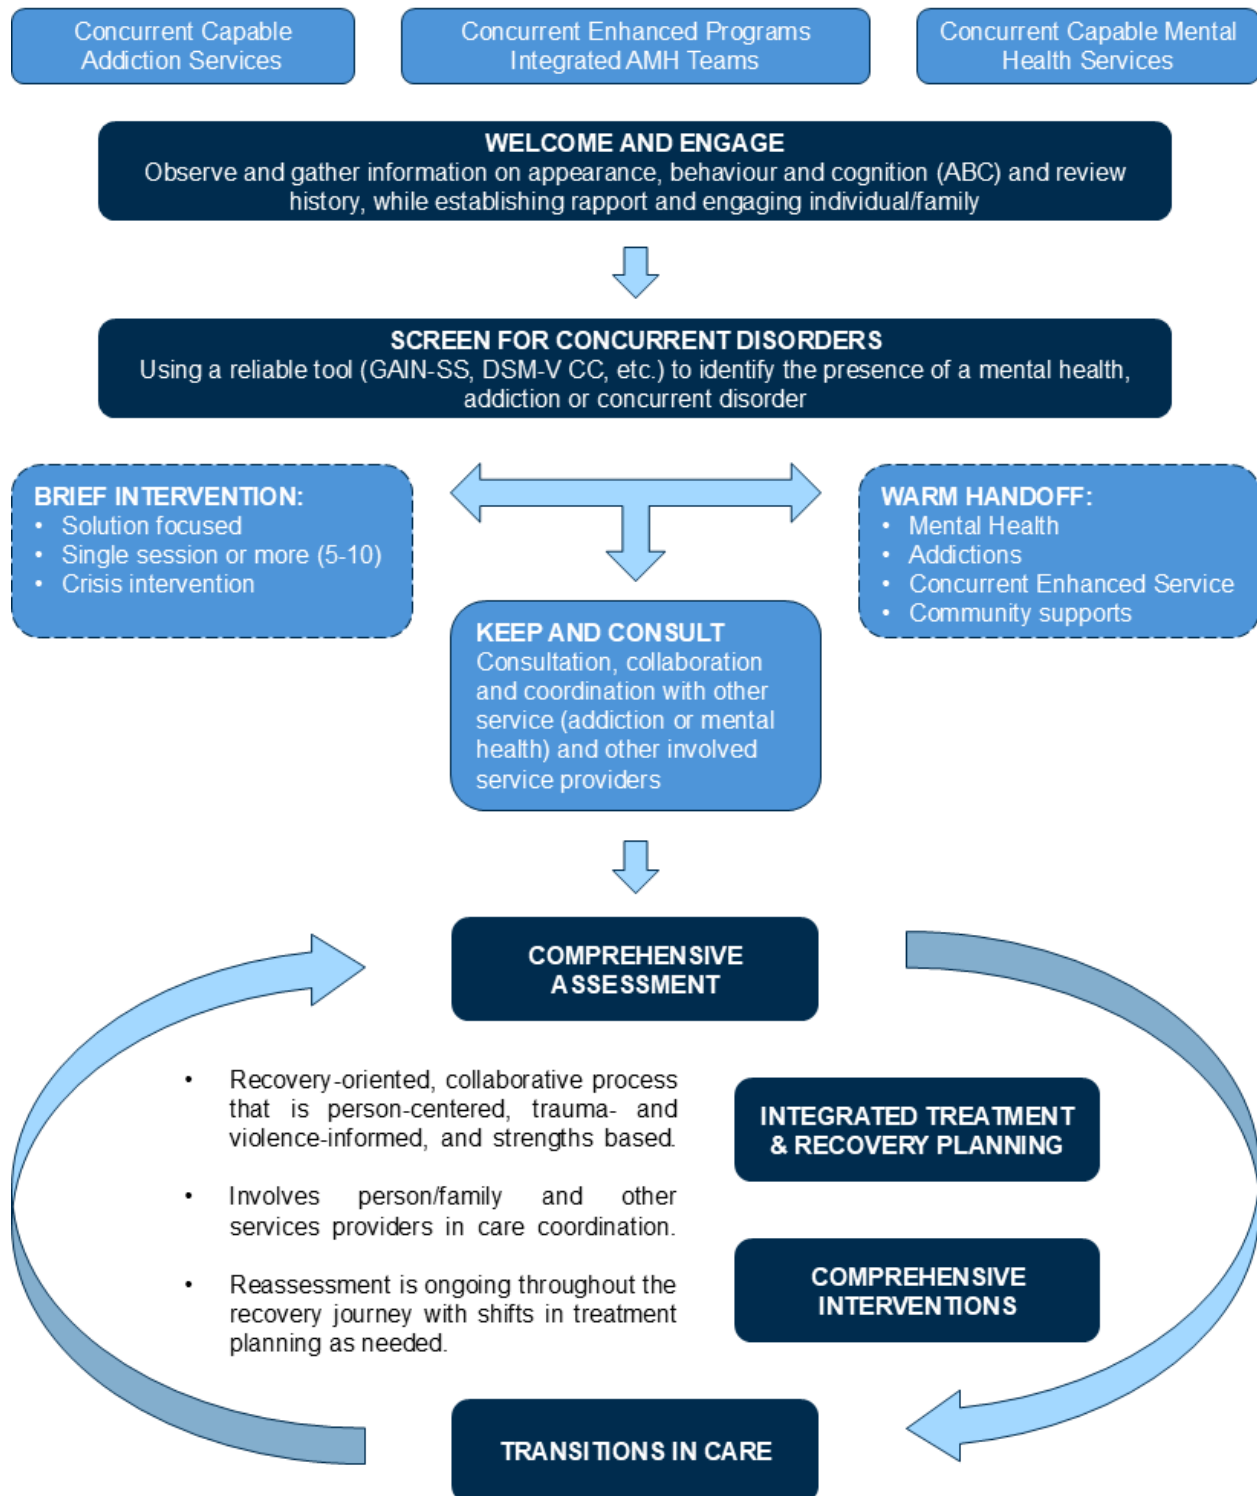 Concurrent Capable
Addiction Services
Concurrent Enhanced Programs
Integrated AMH Teams
Concurrent Capable Mental
Health Services
WELCOME AND ENGAGE
Observe and gather information on appearance, behaviour and cognition (ABC) and review
history, while establishing rapport and engaging individual/family
SCREEN FOR CONCURRENT DISORDERS
Using a reliable tool (GAIN-SS, DSM-V CC, etc.) to identify the presence of a mental health,
addiction or concurrent disorder
BRIEF INTERVENTION:
• Solution focused
• Single session or more (5-10)
• Crisis intervention
WARM HANDOFF:
• Mental Health
• Addictions
• Concurrent Enhanced Service
• Community supports
KEEP AND CONSULT
Consultation, collaboration
and coordination with other
service (addiction or mental
health) and other involved
service providers
COMPREHENSIVE
ASSESSMENT
• Recovery-oriented, collaborative process
that is person-centered, trauma- and
violence-informed, and strengths based.
• Involves person/family and other
services providers in care coordination.
• Reassessment is ongoing throughout the
recovery journey with shifts in treatment
planning as needed.
INTEGRATED TREATMENT
& RECOVERY PLANNING
COMPREHENSIVE
INTERVENTIONS
TRANSITIONS IN CARE